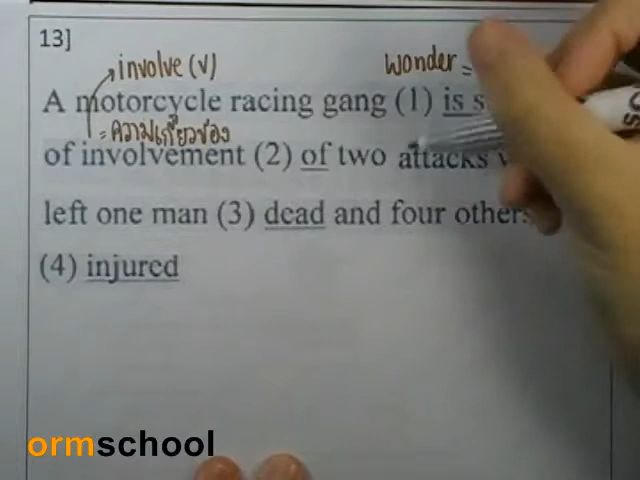 13]
involve (v) wonder =
A motorcycle racing gang (1) is
= ความเกี่ยวข้อง
of involvement (2) of two attacks
left one man (3) dead and four others
(4) injured
ormschool